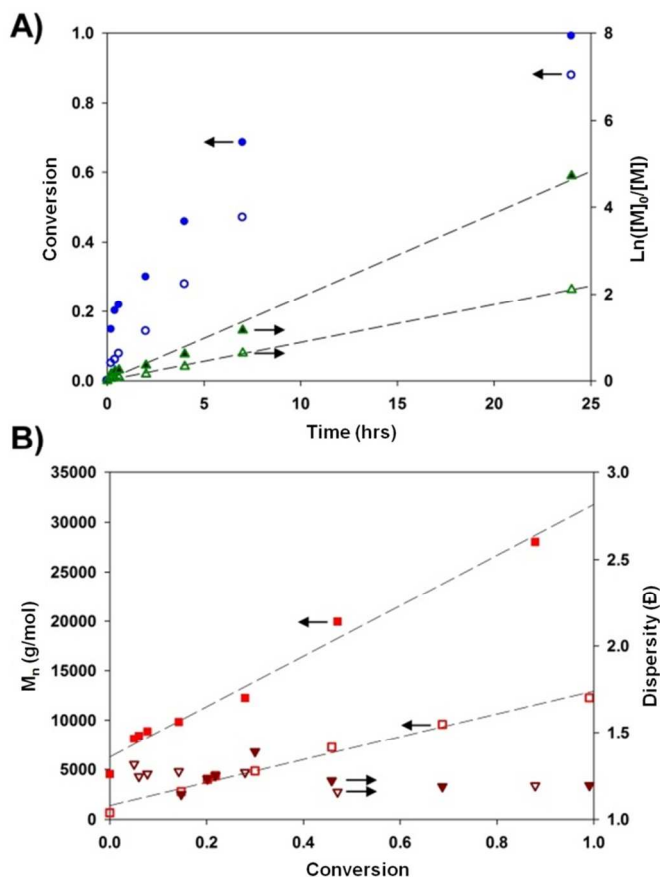 A)
1.0
0.8
0.6
0.4
0.2
0.0
Conversion
8
6
4
2
0
Ln([M]₀/[M])
0 5 10 15 20 25
Time (hrs)
B)
35000
30000
25000
20000
15000
10000
5000
0
Mₙ (g/mol)
3.0
2.5
2.0
1.5
1.0
Dispersity (Đ)
0.0 0.2 0.4 0.6 0.8 1.0
Conversion